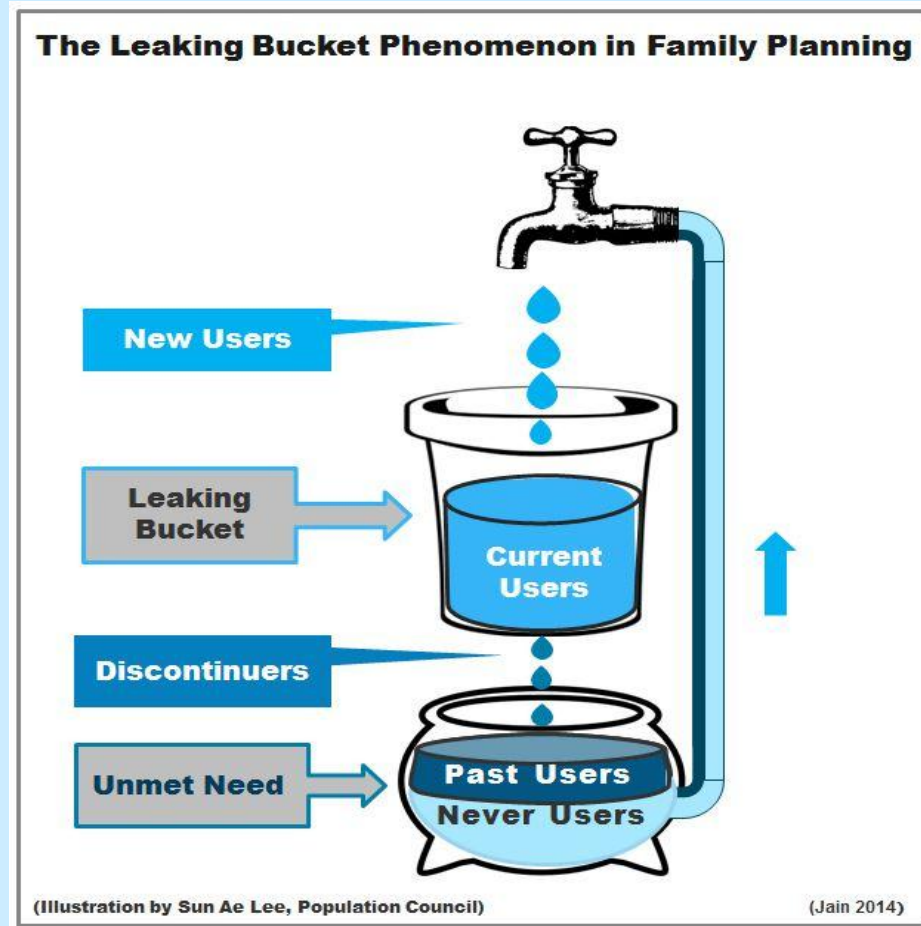 The Leaking Bucket Phenomenon in Family Planning
New Users
Leaking
Bucket
Current
Users
Discontinuers
Unmet Need
Past Users
Never Users
(Illustration by Sun Ae Lee, Population Council)
(Jain 2014)